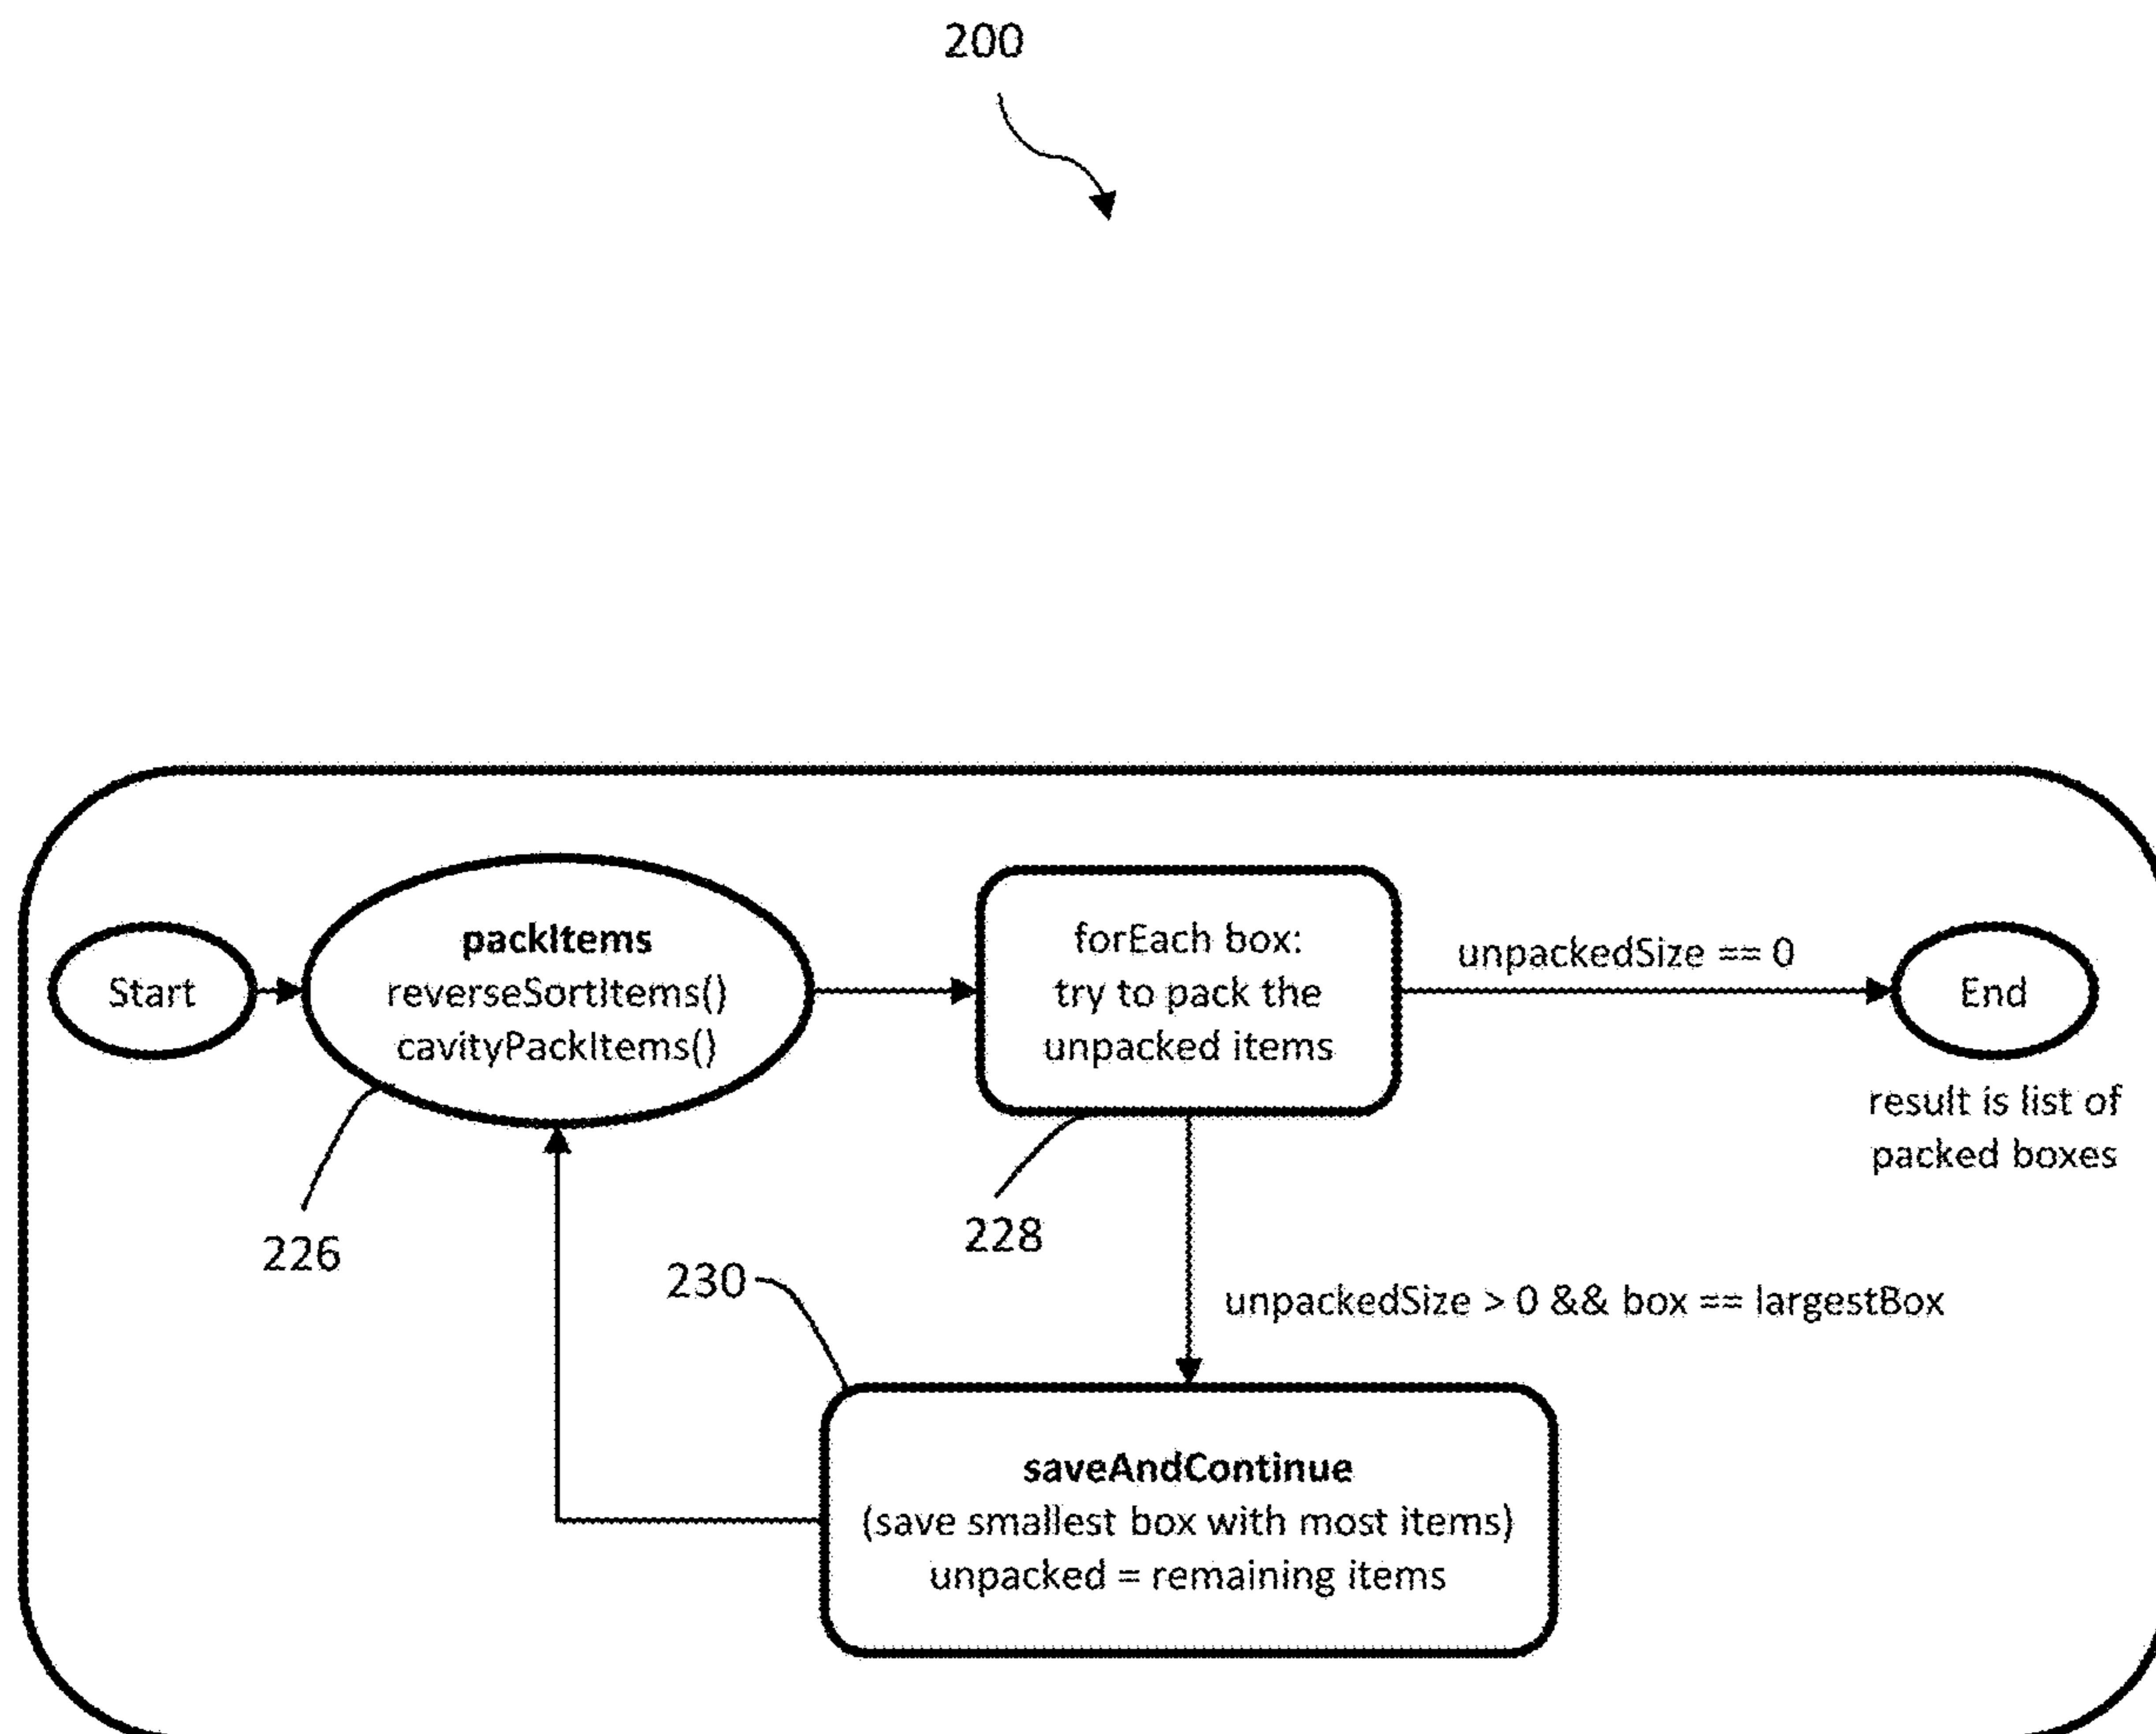 200
Start
packItems
reverseSortItems()
cavityPackItems()
forEach box:
try to pack the
unpacked items
unpackedSize == 0
End
result is list of
packed boxes
226
228
230
unpackedSize > 0 && box == largestBox
saveAndContinue
(save smallest box with most items)
unpacked = remaining items